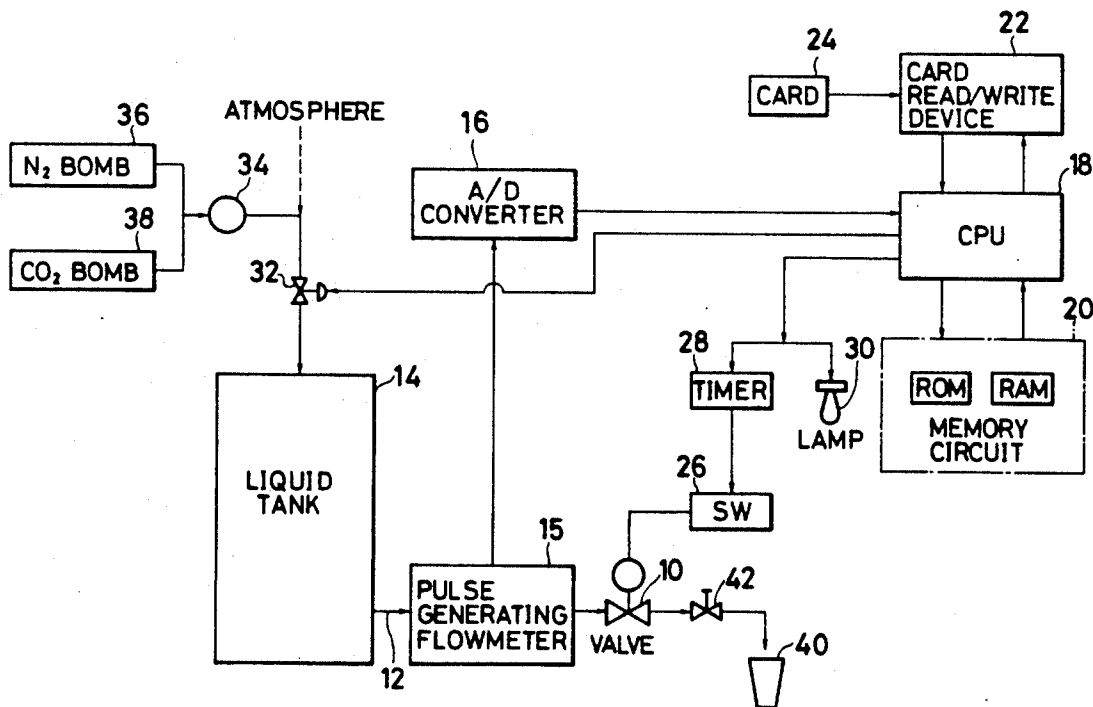 24
22
CARD
CARD
READ/WRITE
DEVICE
ATMOSPHERE
36
N₂ BOMB
34
16
A/D
CONVERTER
18
CPU
38
CO₂ BOMB
32
20
28
TIMER
30
LAMP
ROM
RAM
MEMORY
CIRCUIT
14
LIQUID
TANK
26
SW
15
PULSE
GENERATING
FLOWMETER
10
VALVE
42
12
40